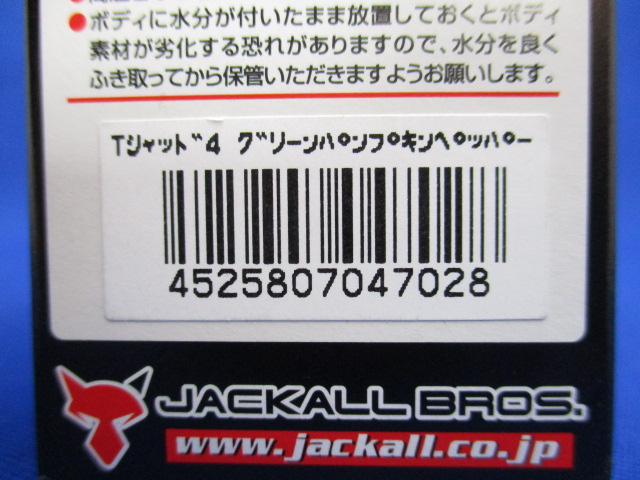 ●ボディに水分が付いたまま放置しておくとボディ
素材が劣化する恐れがありますので、水分を良く
ふき取ってから保管いただきますようお願いします。
Tシャッド4 グリーンパンプキンペッパー
4525807047028
JACKALL BROS.
www.jackall.co.jp